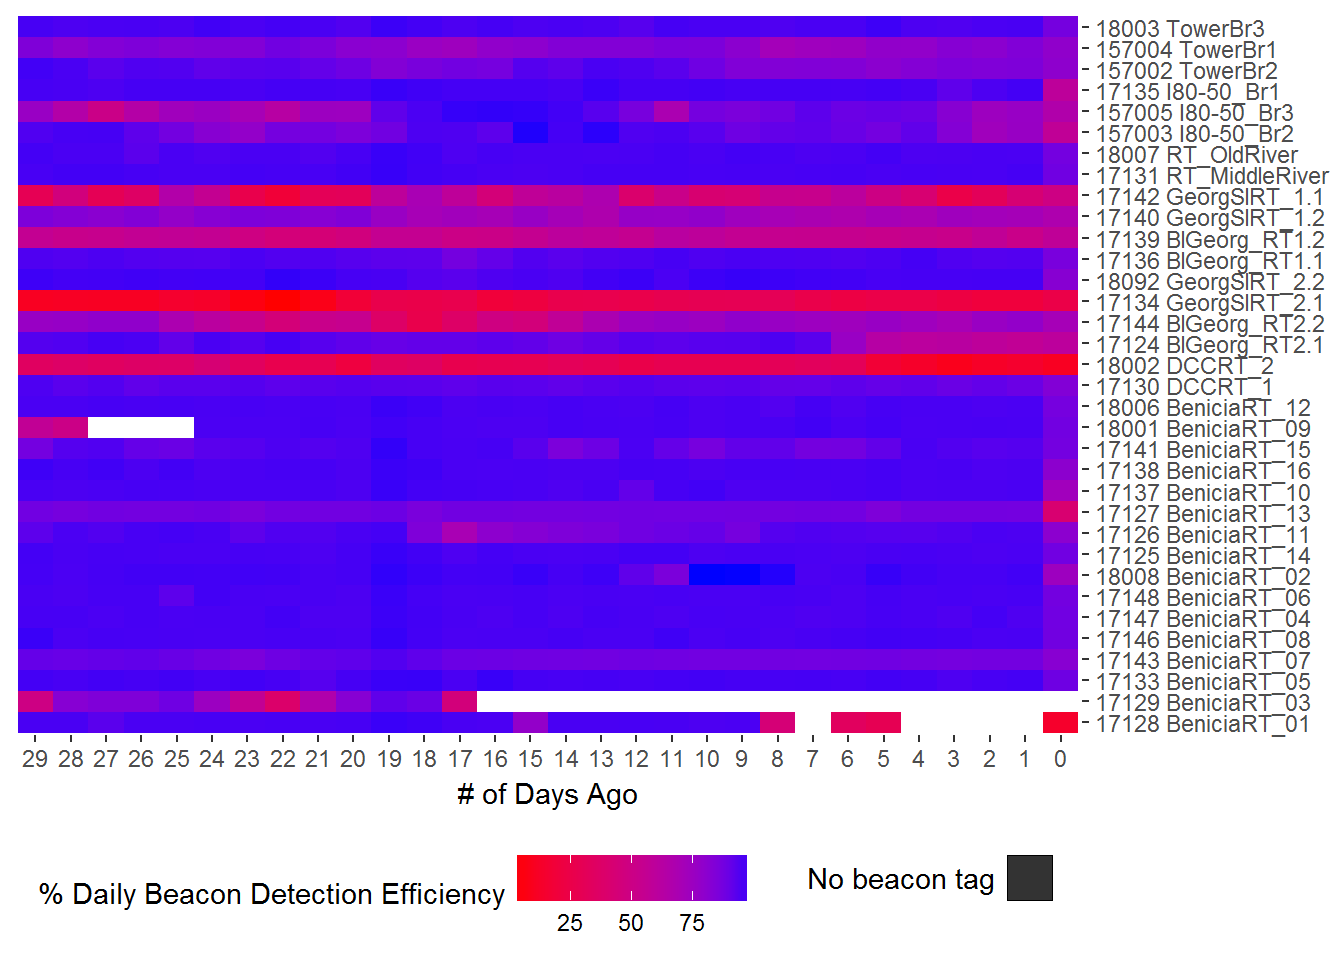 18003 TowerBr3
157004 TowerBr1
157002 TowerBr2
17135 I80-50_Br1
157005 I80-50_Br3
157003 I80-50_Br2
18007 RT_OldRiver
17131 RT_MiddleRiver
17142 GeorgSlRT_1.1
17140 GeorgSlRT_1.2
17139 BlGeorg_RT1.2
17136 BlGeorg_RT1.1
18092 GeorgSlRT_2.2
17134 GeorgSlRT_2.1
17144 BlGeorg_RT2.2
17124 BlGeorg_RT2.1
18002 DCCRT_2
17130 DCCRT_1
18006 BeniciaRT_12
18001 BeniciaRT_09
17141 BeniciaRT_15
17138 BeniciaRT_16
17137 BeniciaRT_10
17127 BeniciaRT_13
17126 BeniciaRT_11
17125 BeniciaRT_14
18008 BeniciaRT_02
17148 BeniciaRT_06
17147 BeniciaRT_04
17146 BeniciaRT_08
17143 BeniciaRT_07
17133 BeniciaRT_05
17129 BeniciaRT_03
17128 BeniciaRT_01
29 28 27 26 25 24 23 22 21 20 19 18 17 16 15 14 13 12 11 10 9 8 7 6 5 4 3 2 1 0
# of Days Ago
% Daily Beacon Detection Efficiency
25 50 75
No beacon tag